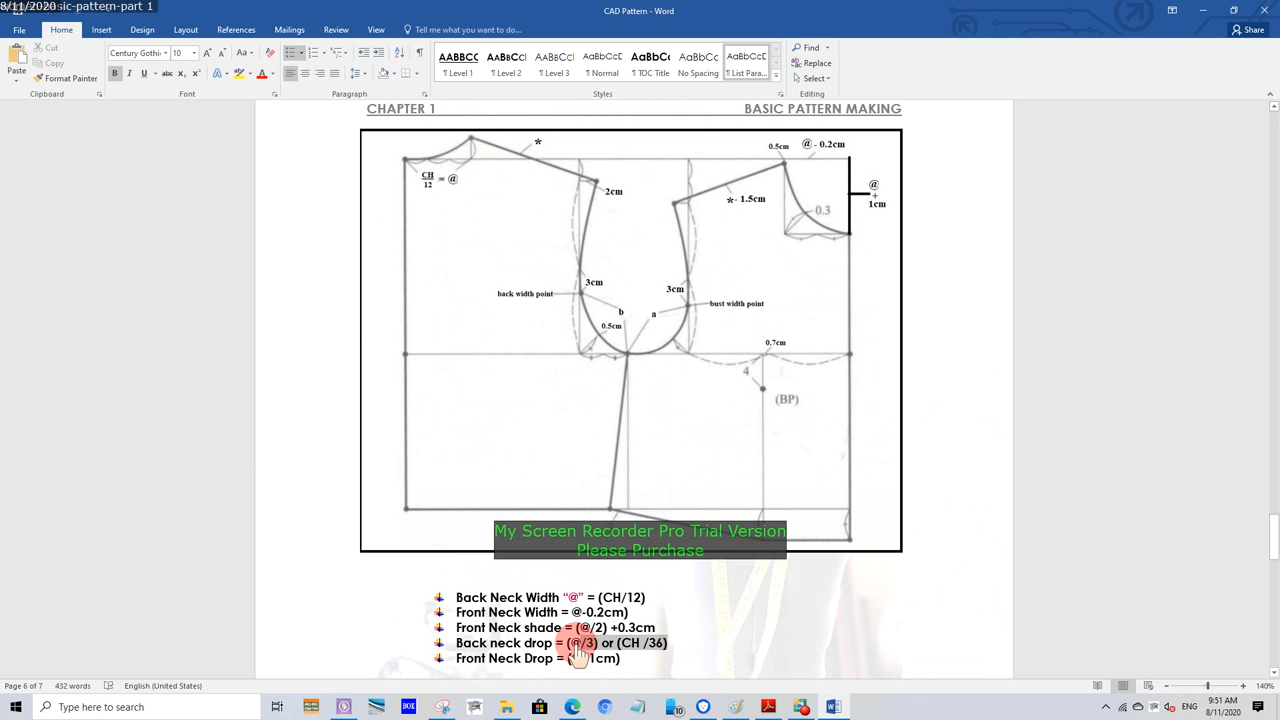 8/11/2020-basic-pattern-part 1
CAD Pattern - Word
File
Home
Insert
Design
Layout
References
Mailings
Review
View
Tell me what you want to do
Share
Paste
Cut
Copy
Format Painter
Clipboard
Century Gothi
10
Font
Paragraph
AABBCC
¶ Level 1
AABBCC
¶ Level 2
AABBCcI
¶ Level 3
AaBbCcE
¶ Normal
AaBbCc
¶ TOC Title
AaBbCc
No Spacing
AaBbCcE
¶ List Para...
Styles
Find
Replace
Select
Editing
CHAPTER 1
BASIC PATTERN MAKING
*
0.5cm
@ - 0.2cm
CH
12
= @
2cm
* - 1.5cm
@
+
1cm
0.3
3cm
3cm
back width point
bust width point
b
a
0.5cm
0.7cm
4
(BP)
My Screen Recorder Pro Trial Version
Please Purchase
Back Neck Width “@” = (CH/12)
Front Neck Width = @-0.2cm)
Front Neck shade = (@/2) +0.3cm
Back neck drop = (@/3) or (CH /36)
Front Neck Drop = 1cm)
Page 6 of 7
432 words
English (United States)
140%
Type here to search
BOK
10
9:51 AM
8/11/2020